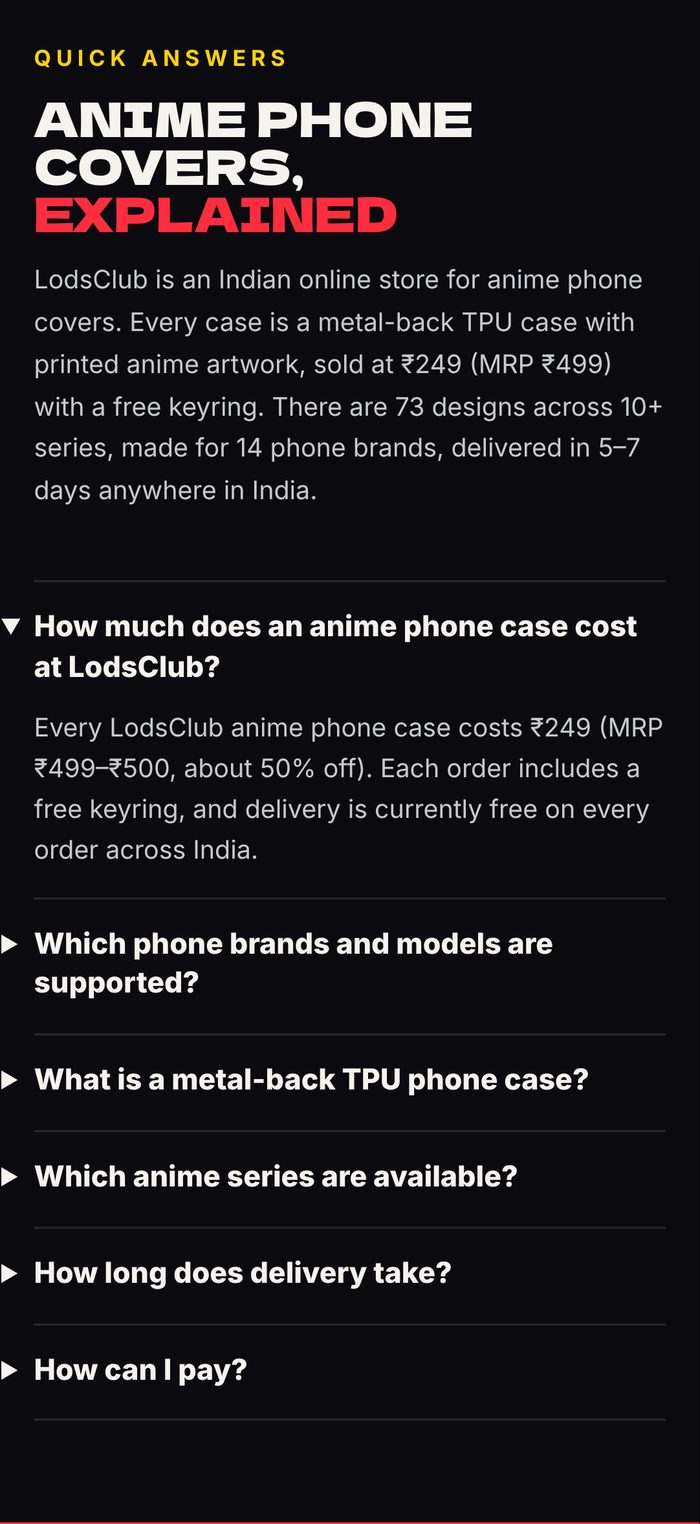 QUICK ANSWERS
ANIME PHONE
COVERS,
EXPLAINED
LodsClub is an Indian online store for anime phone
covers. Every case is a metal-back TPU case with
printed anime artwork, sold at ₹249 (MRP ₹499)
with a free keyring. There are 73 designs across 10+
series, made for 14 phone brands, delivered in 5–7
days anywhere in India.
How much does an anime phone case cost
at LodsClub?
Every LodsClub anime phone case costs ₹249 (MRP
₹499–₹500, about 50% off). Each order includes a
free keyring, and delivery is currently free on every
order across India.
Which phone brands and models are
supported?
What is a metal-back TPU phone case?
Which anime series are available?
How long does delivery take?
How can I pay?